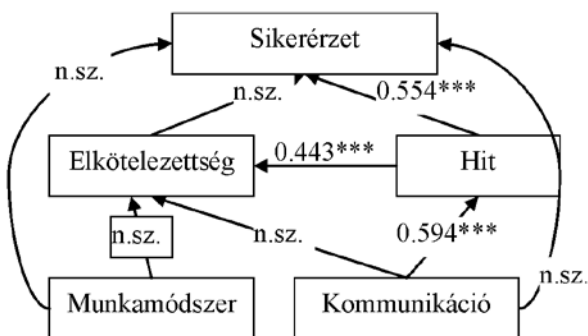 Sikerérzet
n.sz.
n.sz.
0.554***
Elkötelezettség
0.443***
Hit
n.sz.
n.sz.
0.594***
n.sz.
Munkamódszer
Kommunikáció